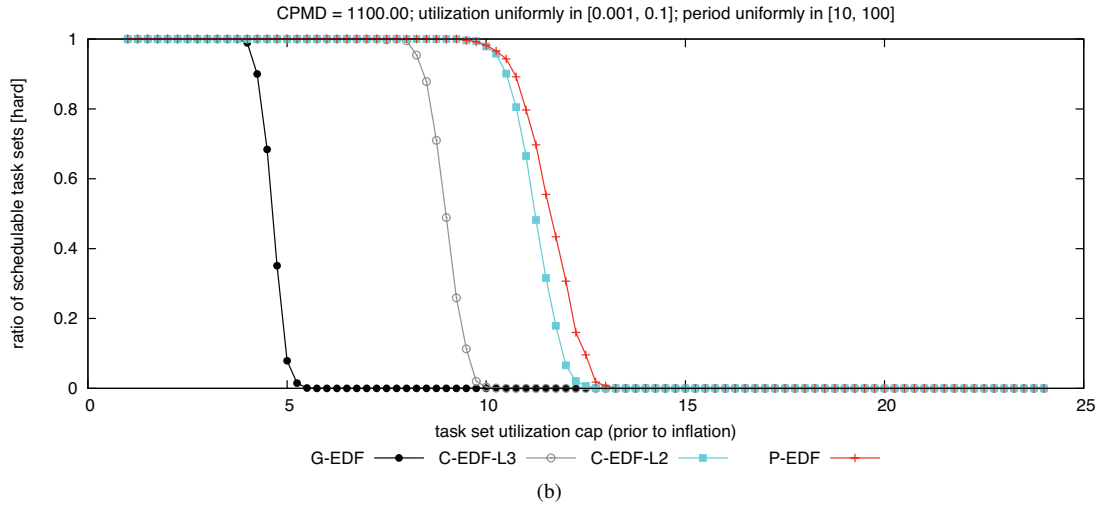 CPMD = 1100.00; utilization uniformly in [0.001, 0.1]; period uniformly in [10, 100]
ratio of schedulable task sets [hard]
1
0.8
0.6
0.4
0.2
0
0 5 10 15 20 25
task set utilization cap (prior to inflation)
G-EDF C-EDF-L3 C-EDF-L2 P-EDF
(b)